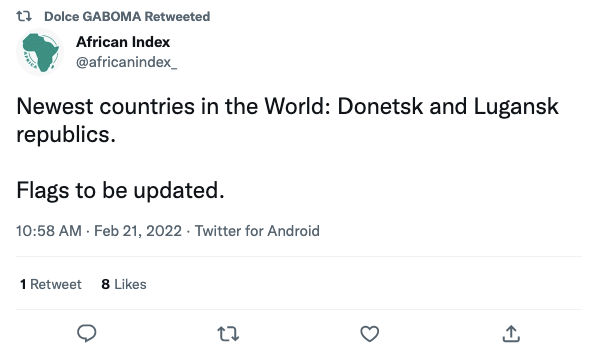 Dolce GABOMA Retweeted
African Index
@africanindex_
Newest countries in the World: Donetsk and Lugansk
republics.
Flags to be updated.
10:58 AM · Feb 21, 2022 · Twitter for Android
1 Retweet 8 Likes